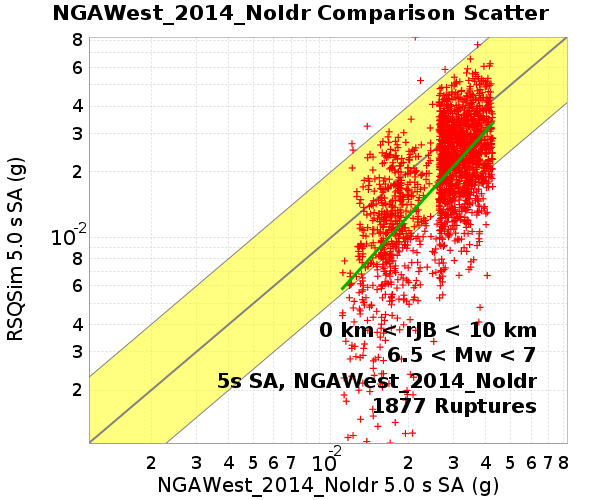 NGAWest_2014_NoIdr Comparison Scatter
8
6
4
3
2
10-2
8
6
4
3
2
RSQSim 5.0 s SA (g)
0 km < rJB < 10 km
6.5 < Mw < 7
5s SA, NGAWest_2014_NoIdr
1877 Ruptures
2 3 4 5 6 7 10-2 2 3 4 5 6 7 8
NGAWest_2014_NoIdr 5.0 s SA (g)